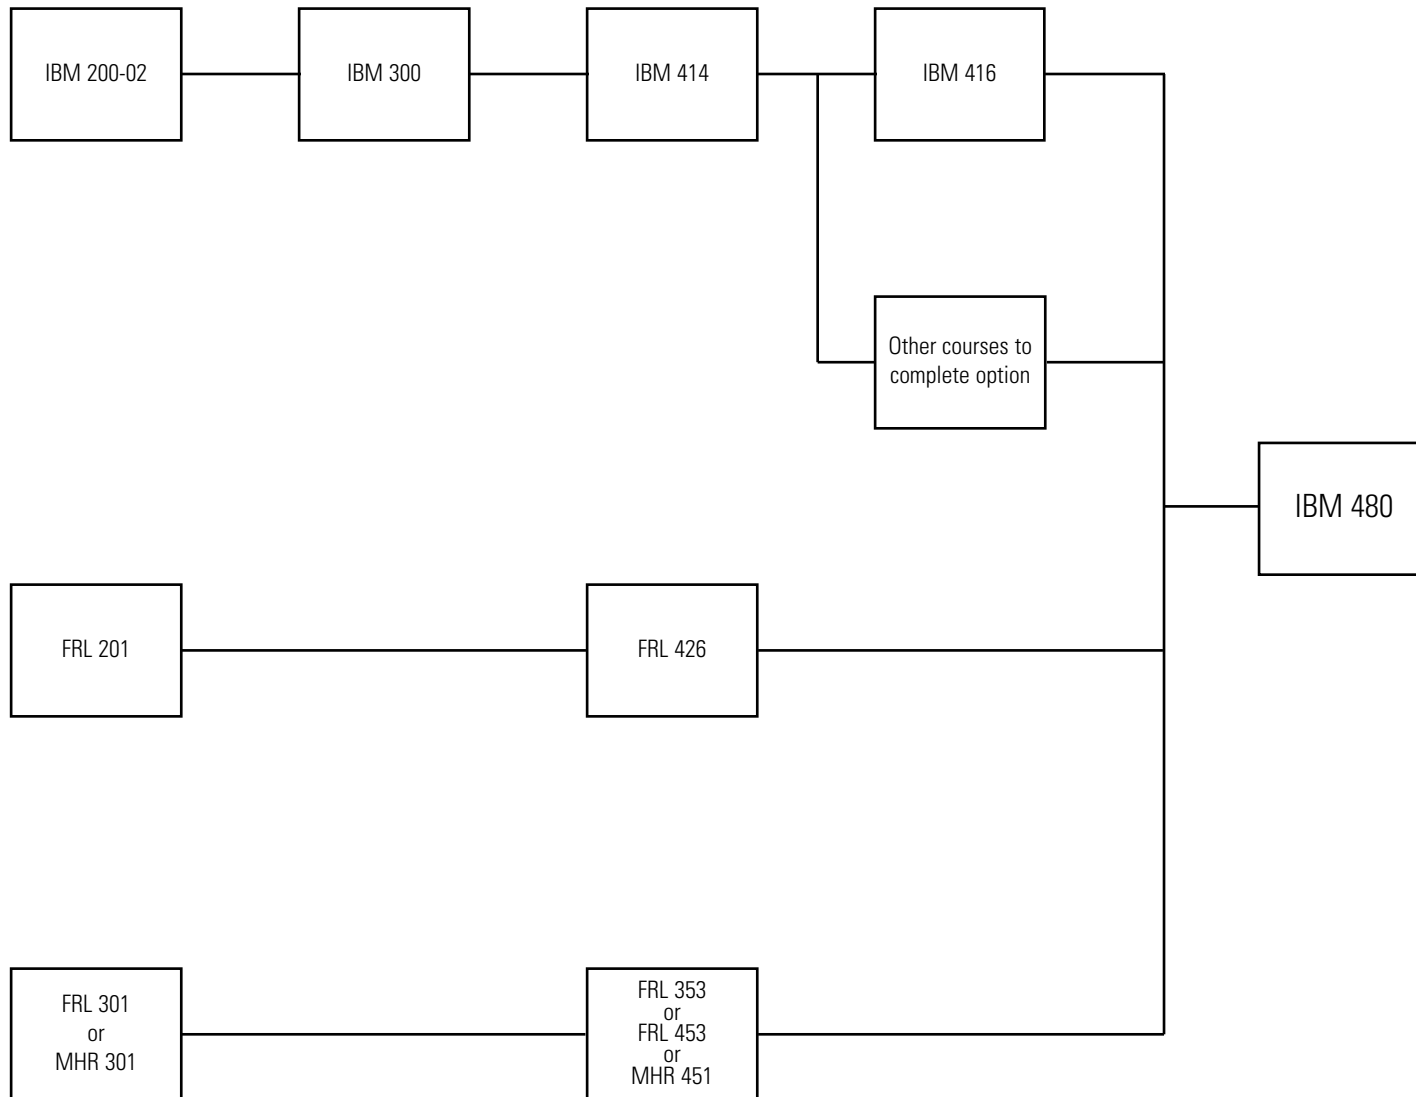 IBM 200-02
IBM 300
IBM 414
IBM 416
Other courses to
complete option
IBM 480
FRL 201
FRL 426
FRL 301
or
MHR 301
FRL 353
or
FRL 453
or
MHR 451